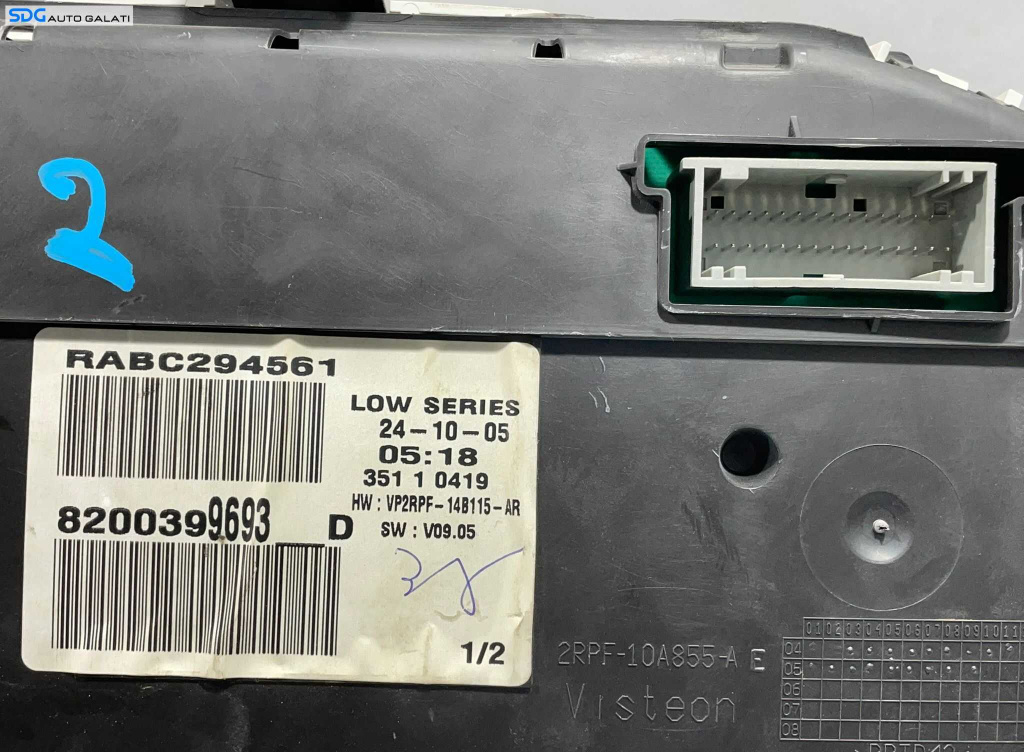 SDG AUTO GALATI
2
RABC294561
LOW SERIES
24-10-05
05:18
351 1 0419
HW : VP2RPF-14B115-AR
SW : V09.05
8200399693__D
1/2
2RPF-10A855-A E
Visteon
01 02 03 04 05 06 07 08 09 10 11
04
05
06
07
08